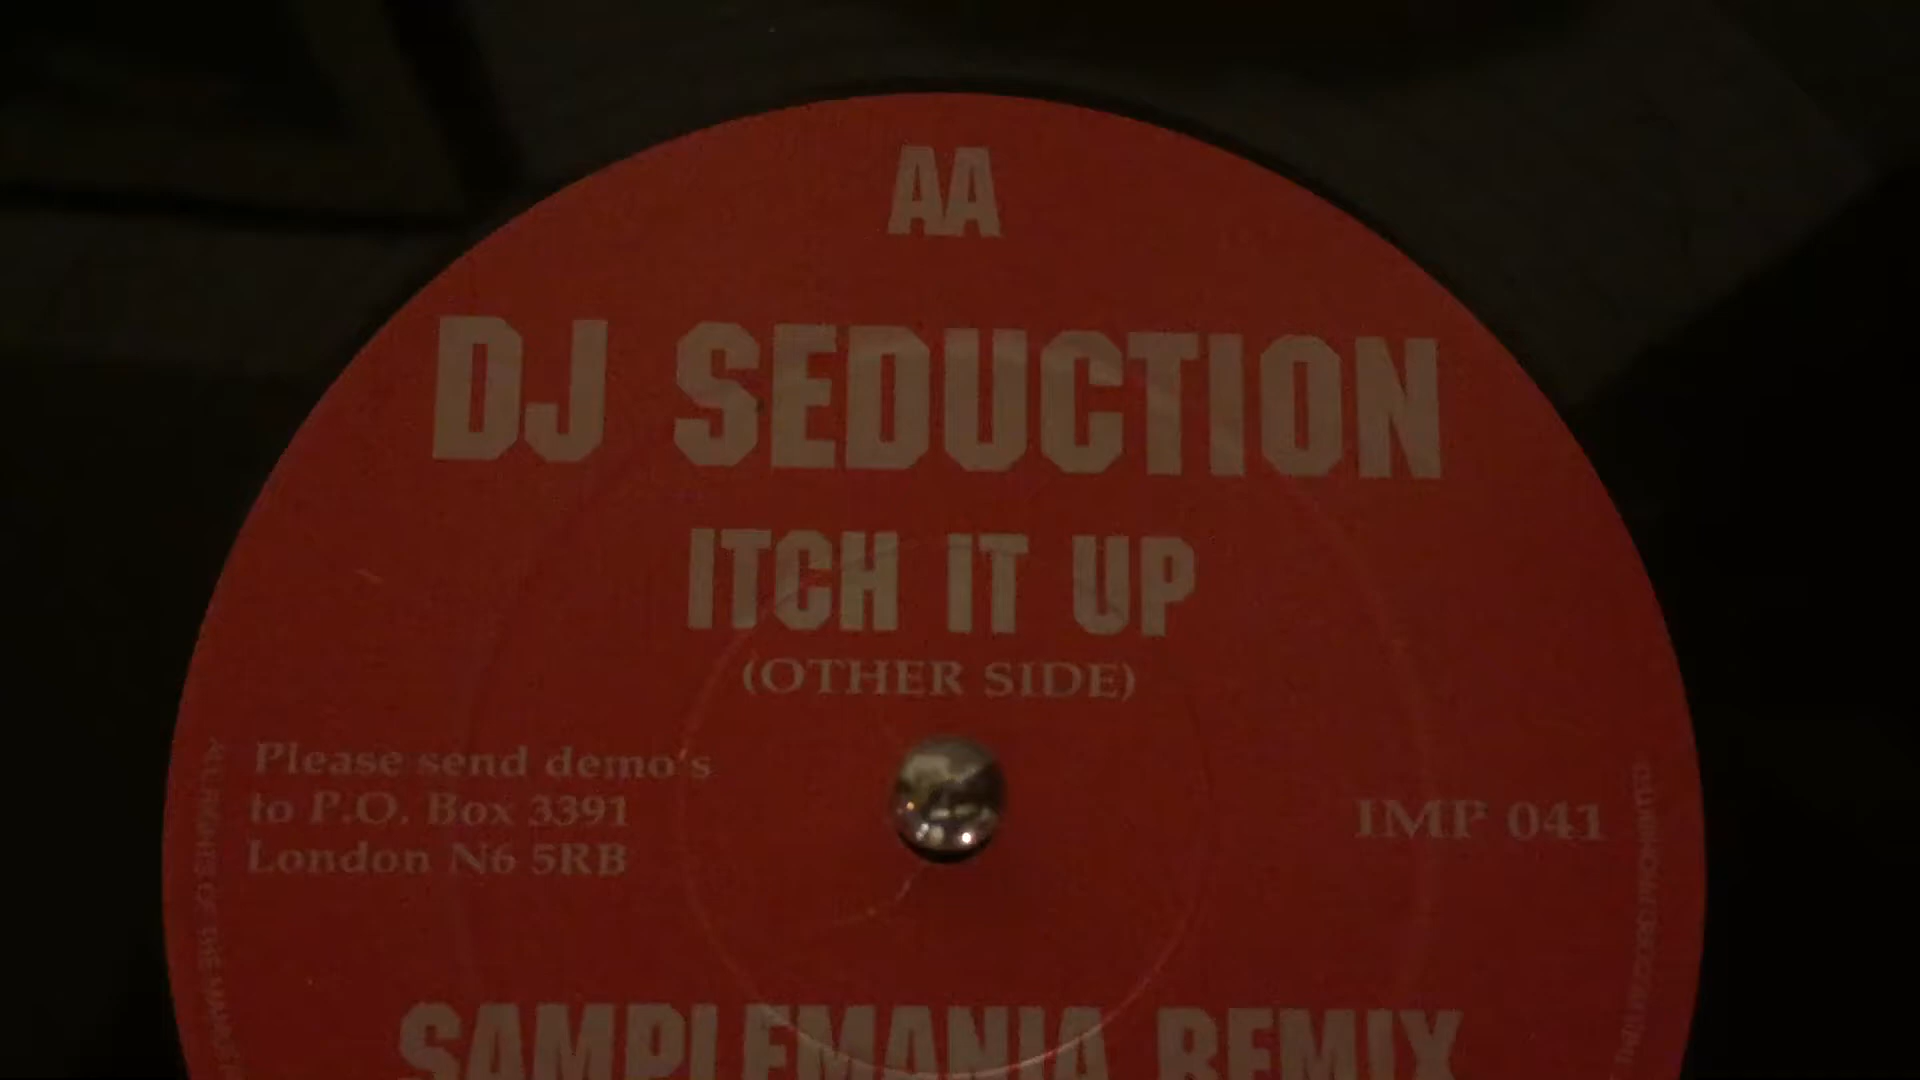 AA
DJ SEDUCTION
ITCH IT UP
(OTHER SIDE)
Please send demo's
to P.O. Box 3391
London N6 5RB
IMP 041
SAMPLEMANIA REMIX